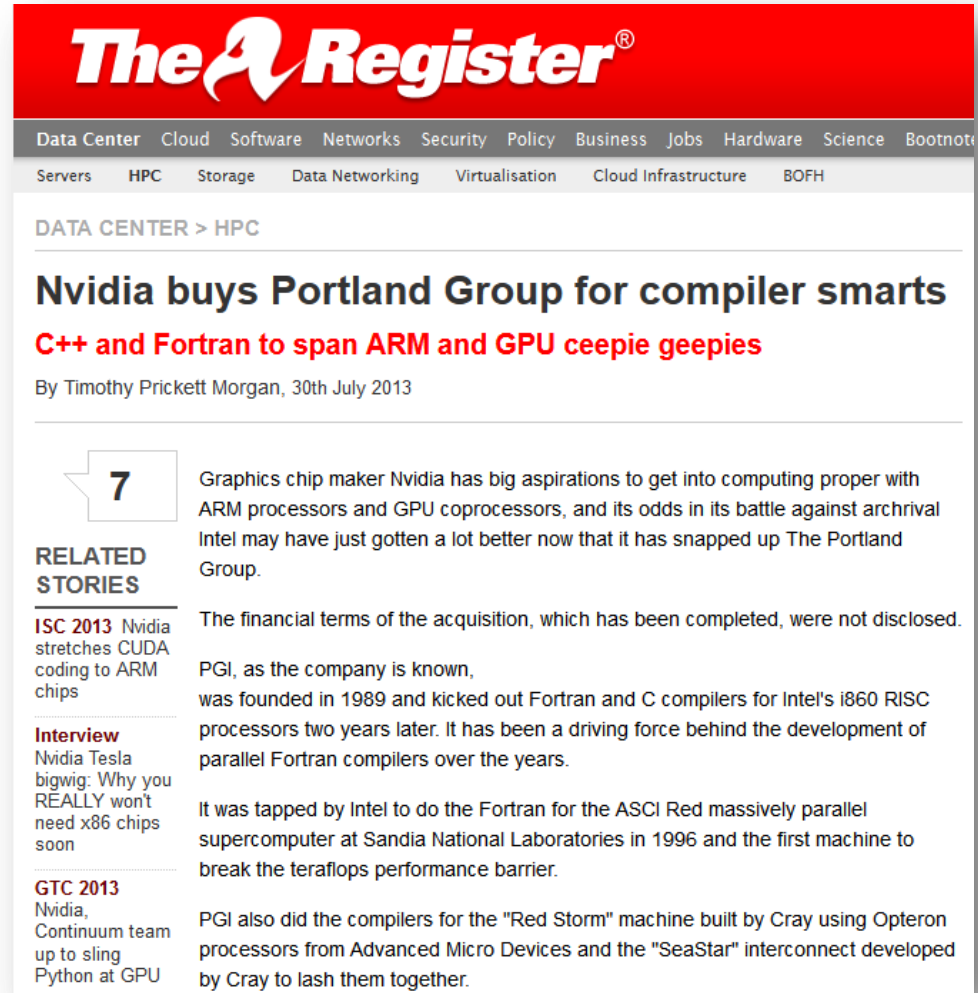 The Register®
Data Center Cloud Software Networks Security Policy Business Jobs Hardware Science Bootnote
Servers HPC Storage Data Networking Virtualisation Cloud Infrastructure BOFH
DATA CENTER > HPC
Nvidia buys Portland Group for compiler smarts
C++ and Fortran to span ARM and GPU ceepie geepies
By Timothy Prickett Morgan, 30th July 2013
7
RELATED
STORIES
ISC 2013 Nvidia
stretches CUDA
coding to ARM
chips
Interview
Nvidia Tesla
bigwig: Why you
REALLY won't
need x86 chips
soon
GTC 2013
Nvidia,
Continuum team
up to sling
Python at GPU
Graphics chip maker Nvidia has big aspirations to get into computing proper with
ARM processors and GPU coprocessors, and its odds in its battle against archrival
Intel may have just gotten a lot better now that it has snapped up The Portland
Group.
The financial terms of the acquisition, which has been completed, were not disclosed.
PGI, as the company is known,
was founded in 1989 and kicked out Fortran and C compilers for Intel's i860 RISC
processors two years later. It has been a driving force behind the development of
parallel Fortran compilers over the years.
It was tapped by Intel to do the Fortran for the ASCI Red massively parallel
supercomputer at Sandia National Laboratories in 1996 and the first machine to
break the teraflops performance barrier.
PGI also did the compilers for the "Red Storm" machine built by Cray using Opteron
processors from Advanced Micro Devices and the "SeaStar" interconnect developed
by Cray to lash them together.